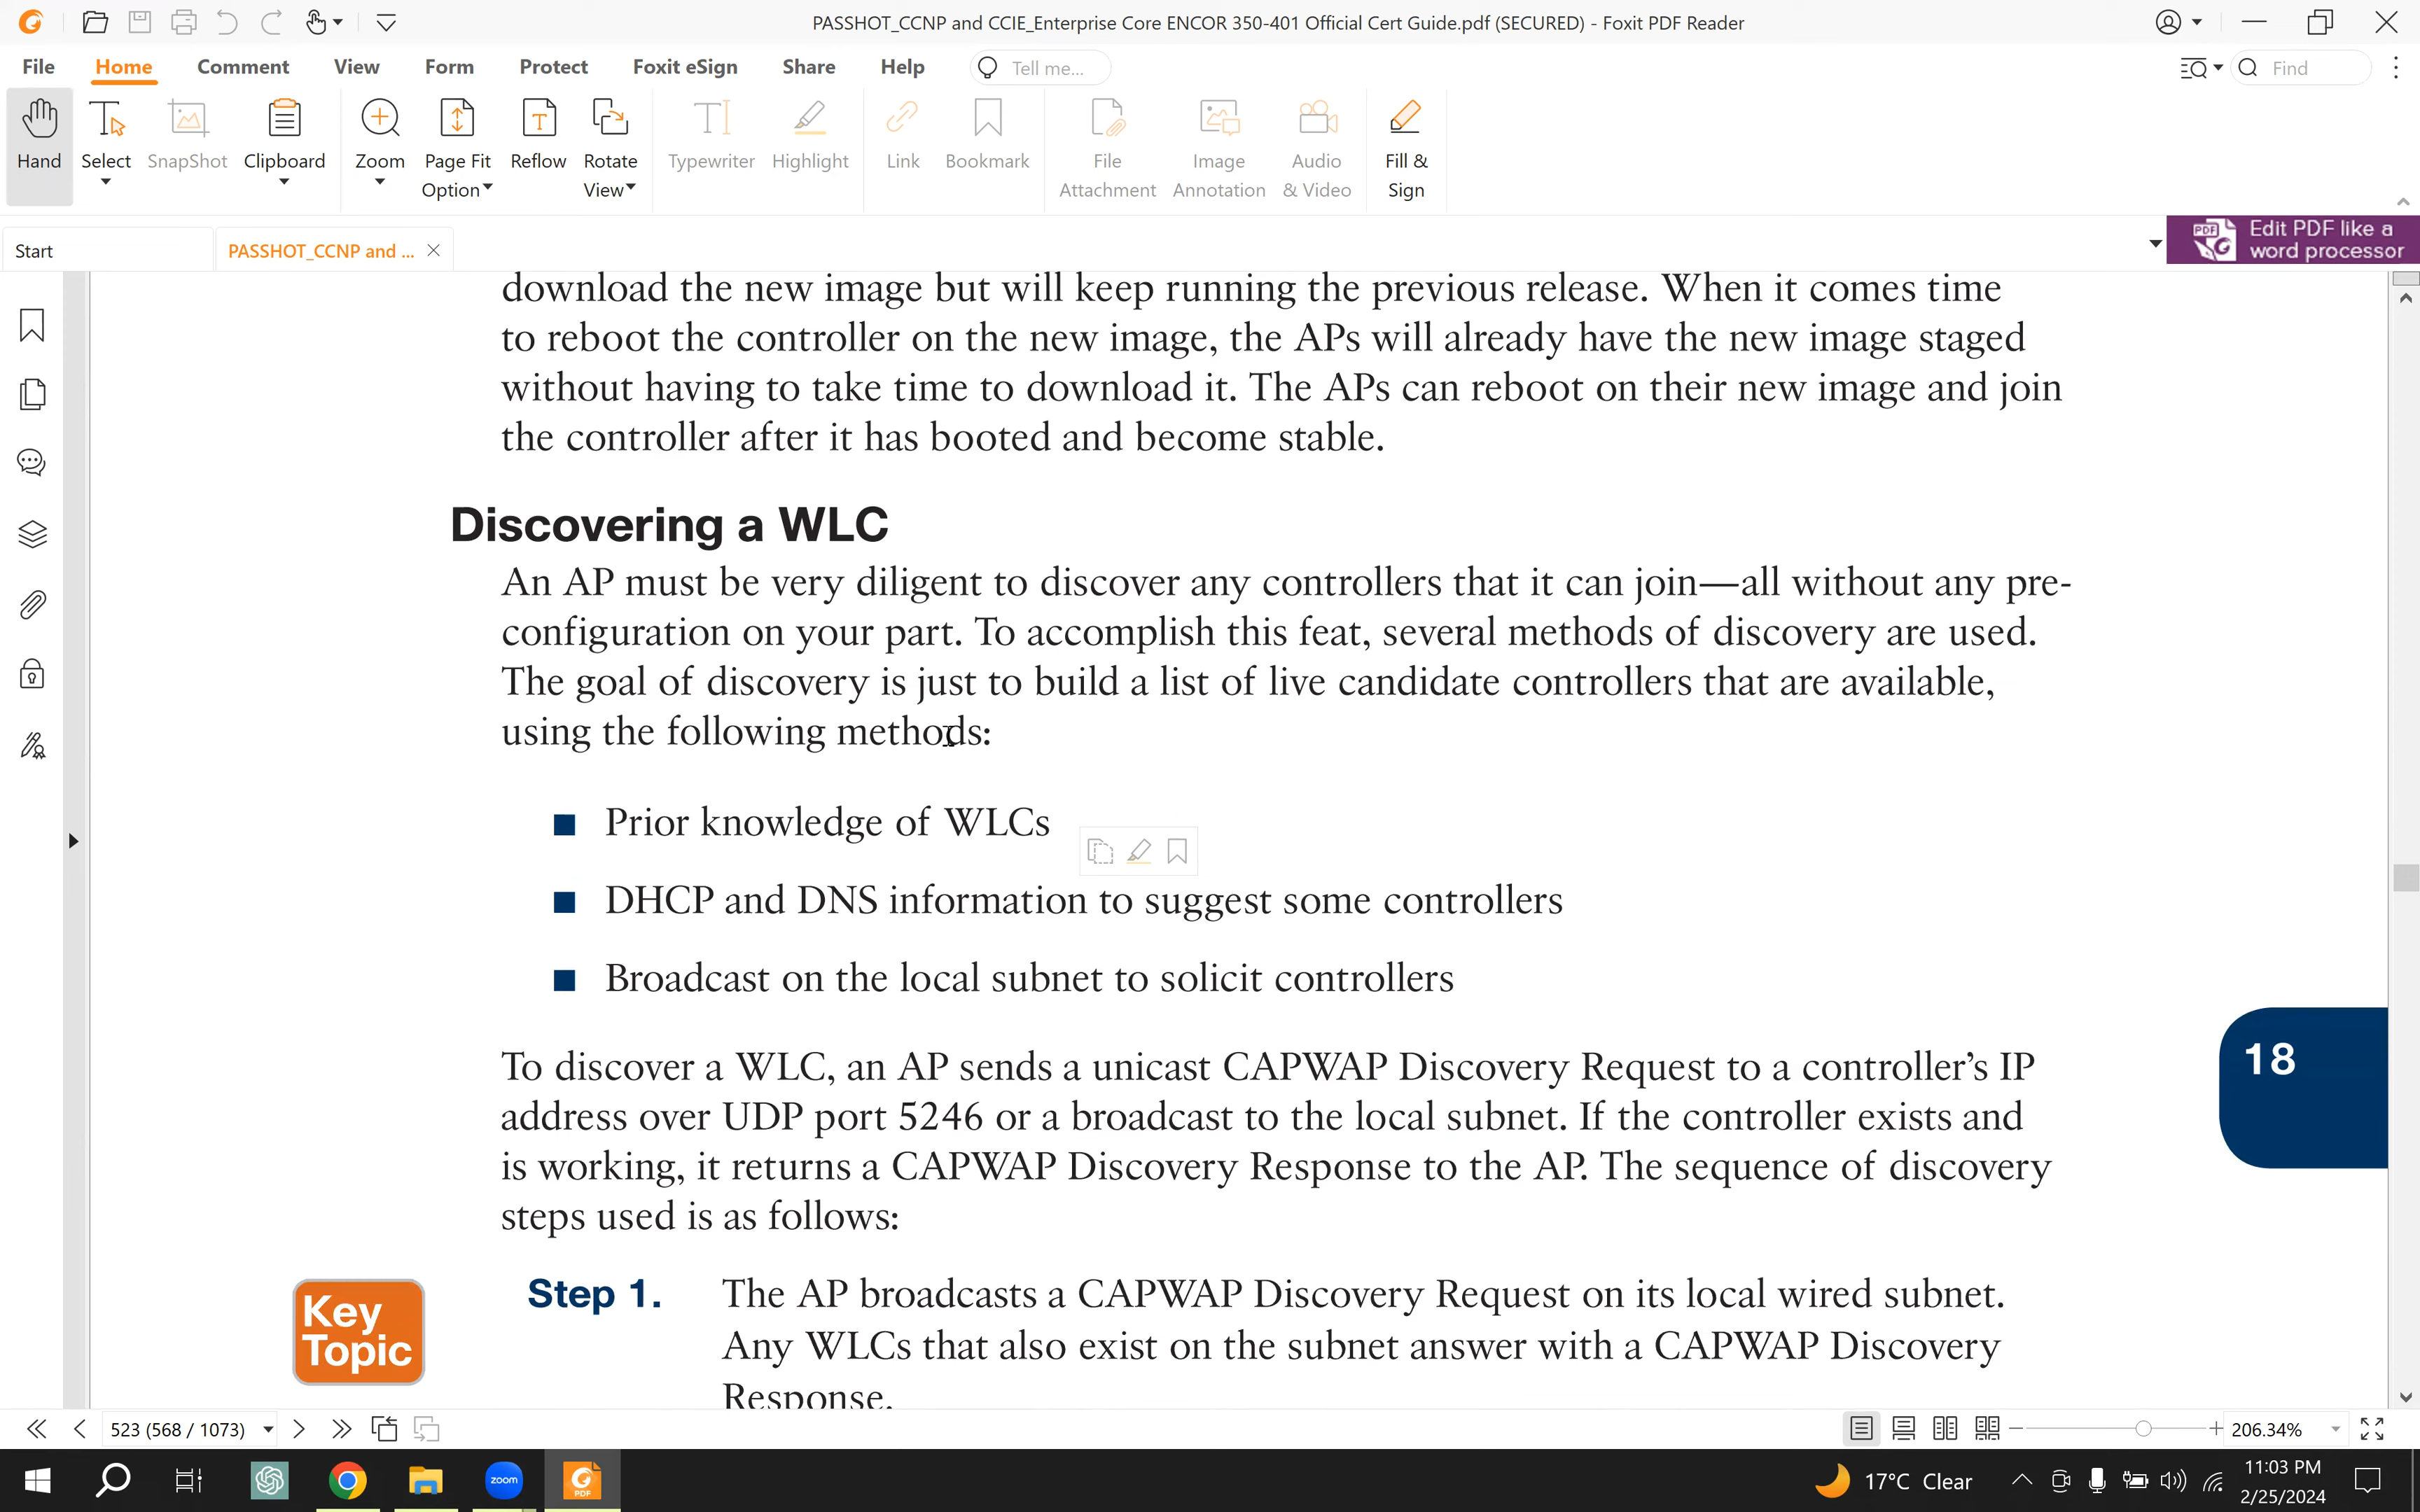 PASSHOT_CCNP and CCIE_Enterprise Core ENCOR 350-401 Official Cert Guide.pdf (SECURED) - Foxit PDF Reader
File Home Comment View Form Protect Foxit eSign Share Help Tell me... Find
Hand Select SnapShot Clipboard Zoom Page Fit Option Reflow Rotate View Typewriter Highlight Link Bookmark File Attachment Image Annotation Audio & Video Fill & Sign
Start PASSHOT_CCNP and ...
PDF Edit PDF like a
word processor
download the new image but will keep running the previous release. When it comes time
to reboot the controller on the new image, the APs will already have the new image staged
without having to take time to download it. The APs can reboot on their new image and join
the controller after it has booted and become stable.
Discovering a WLC
An AP must be very diligent to discover any controllers that it can join—all without any pre-
configuration on your part. To accomplish this feat, several methods of discovery are used.
The goal of discovery is just to build a list of live candidate controllers that are available,
using the following methods:
■ Prior knowledge of WLCs
■ DHCP and DNS information to suggest some controllers
■ Broadcast on the local subnet to solicit controllers
18
To discover a WLC, an AP sends a unicast CAPWAP Discovery Request to a controller’s IP
address over UDP port 5246 or a broadcast to the local subnet. If the controller exists and
is working, it returns a CAPWAP Discovery Response to the AP. The sequence of discovery
steps used is as follows:
Key
Topic
Step 1. The AP broadcasts a CAPWAP Discovery Request on its local wired subnet.
Any WLCs that also exist on the subnet answer with a CAPWAP Discovery
Response.
523 (568 / 1073) 206.34%
zoom PDF 17°C Clear 11:03 PM
2/25/2024